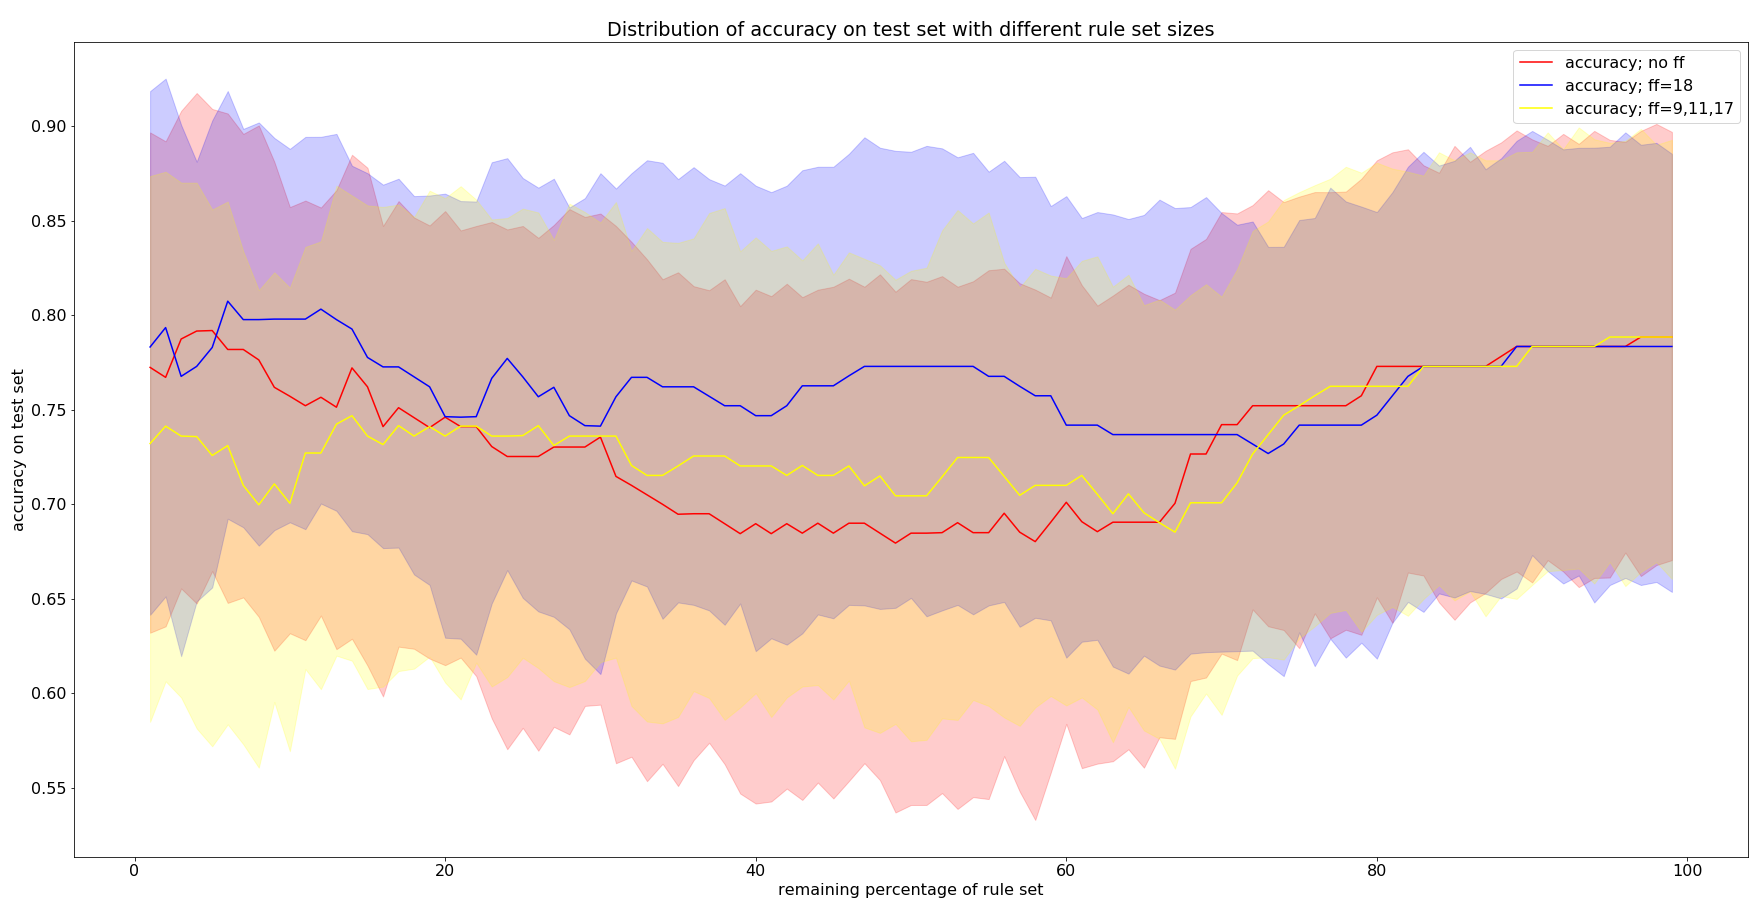 Distribution of accuracy on test set with different rule set sizes
accuracy; no ff
accuracy; ff=18
accuracy; ff=9,11,17
accuracy on test set
0.90
0.85
0.80
0.75
0.70
0.65
0.60
0.55
0 20 40 60 80 100
remaining percentage of rule set